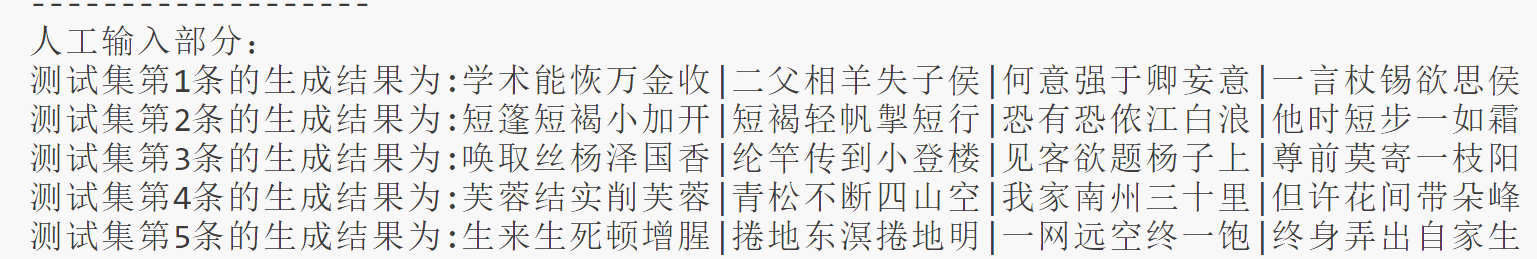 -------------------
人工输入部分:
测试集第1条的生成结果为:学术能恢万金收|二父相羊失子侯|何意强于卿妄意|一言杖锡欲思侯
测试集第2条的生成结果为:短篷短褐小加开|短褐轻帆掣短行|恐有恐侬江白浪|他时短步一如霜
测试集第3条的生成结果为:唤取丝杨泽国香|纶竿传到小登楼|见客欲题杨子上|尊前莫寄一枝阳
测试集第4条的生成结果为:芙蓉结实削芙蓉|青松不断四山空|我家南州三十里|但许花间带朵峰
测试集第5条的生成结果为:生来生死顿增腥|捲地东溟捲地明|一网远空终一饱|终身弄出自家生